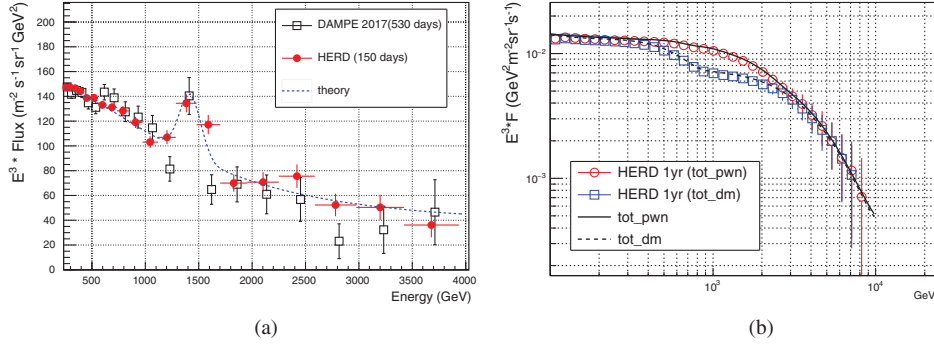 E³ * Flux (m⁻² s⁻¹ sr⁻¹ GeV²)
200
180
160
140
120
100
80
60
40
20
0
DAMPE 2017(530 days)
HERD (150 days)
theory
500 1000 1500 2000 2500 3000 3500 4000
Energy (GeV)
(a)
E³*F (GeV²m⁻²sr⁻¹s⁻¹)
10⁻²
10⁻³
HERD 1yr (tot_pwn)
HERD 1yr (tot_dm)
tot_pwn
tot_dm
10³ 10⁴
GeV
(b)